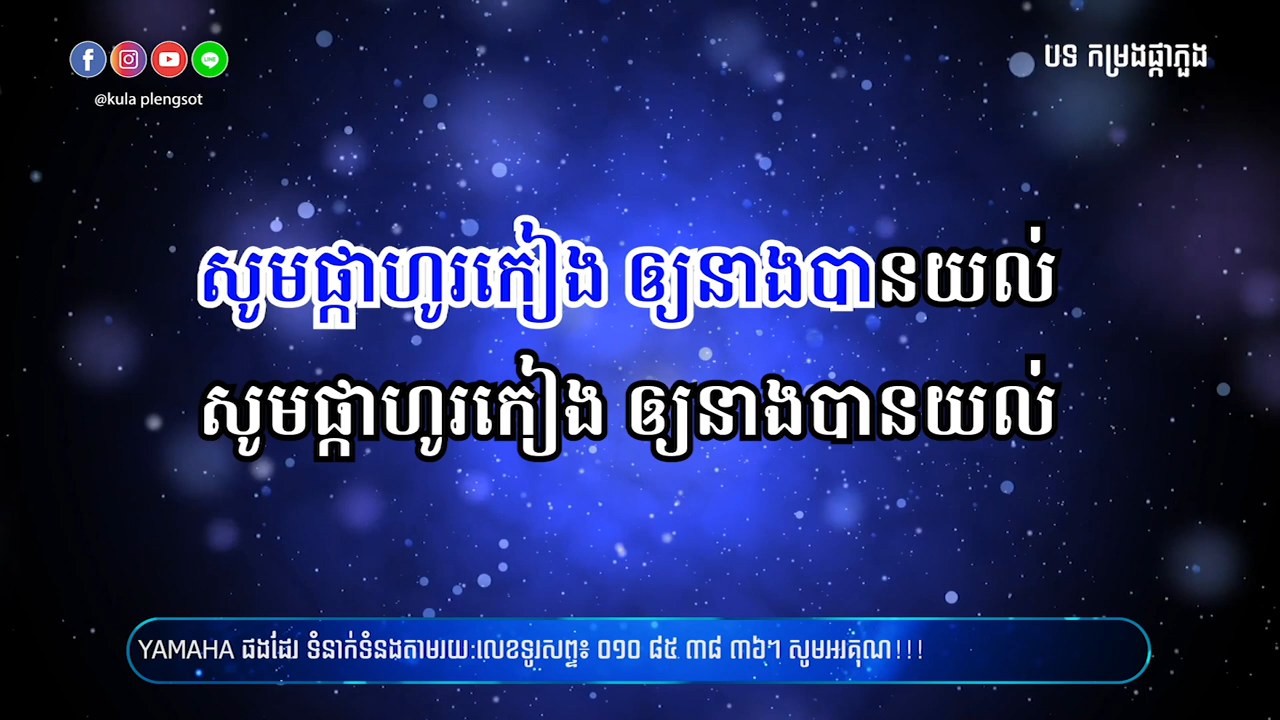 @kula plengsot
បទ កម្រងផ្កាភួង
សូមផ្កាហូរកៀង ឲ្យនាងបានយល់
សូមផ្កាហូរកៀង ឲ្យនាងបានយល់
YAMAHA ផងដែរ ទំនាក់ទំនងតាមរយៈលេខទូរសព្ទ៖ ០១០ ៨៥ ៣៨ ៣៦។ សូមអរគុណ!!!